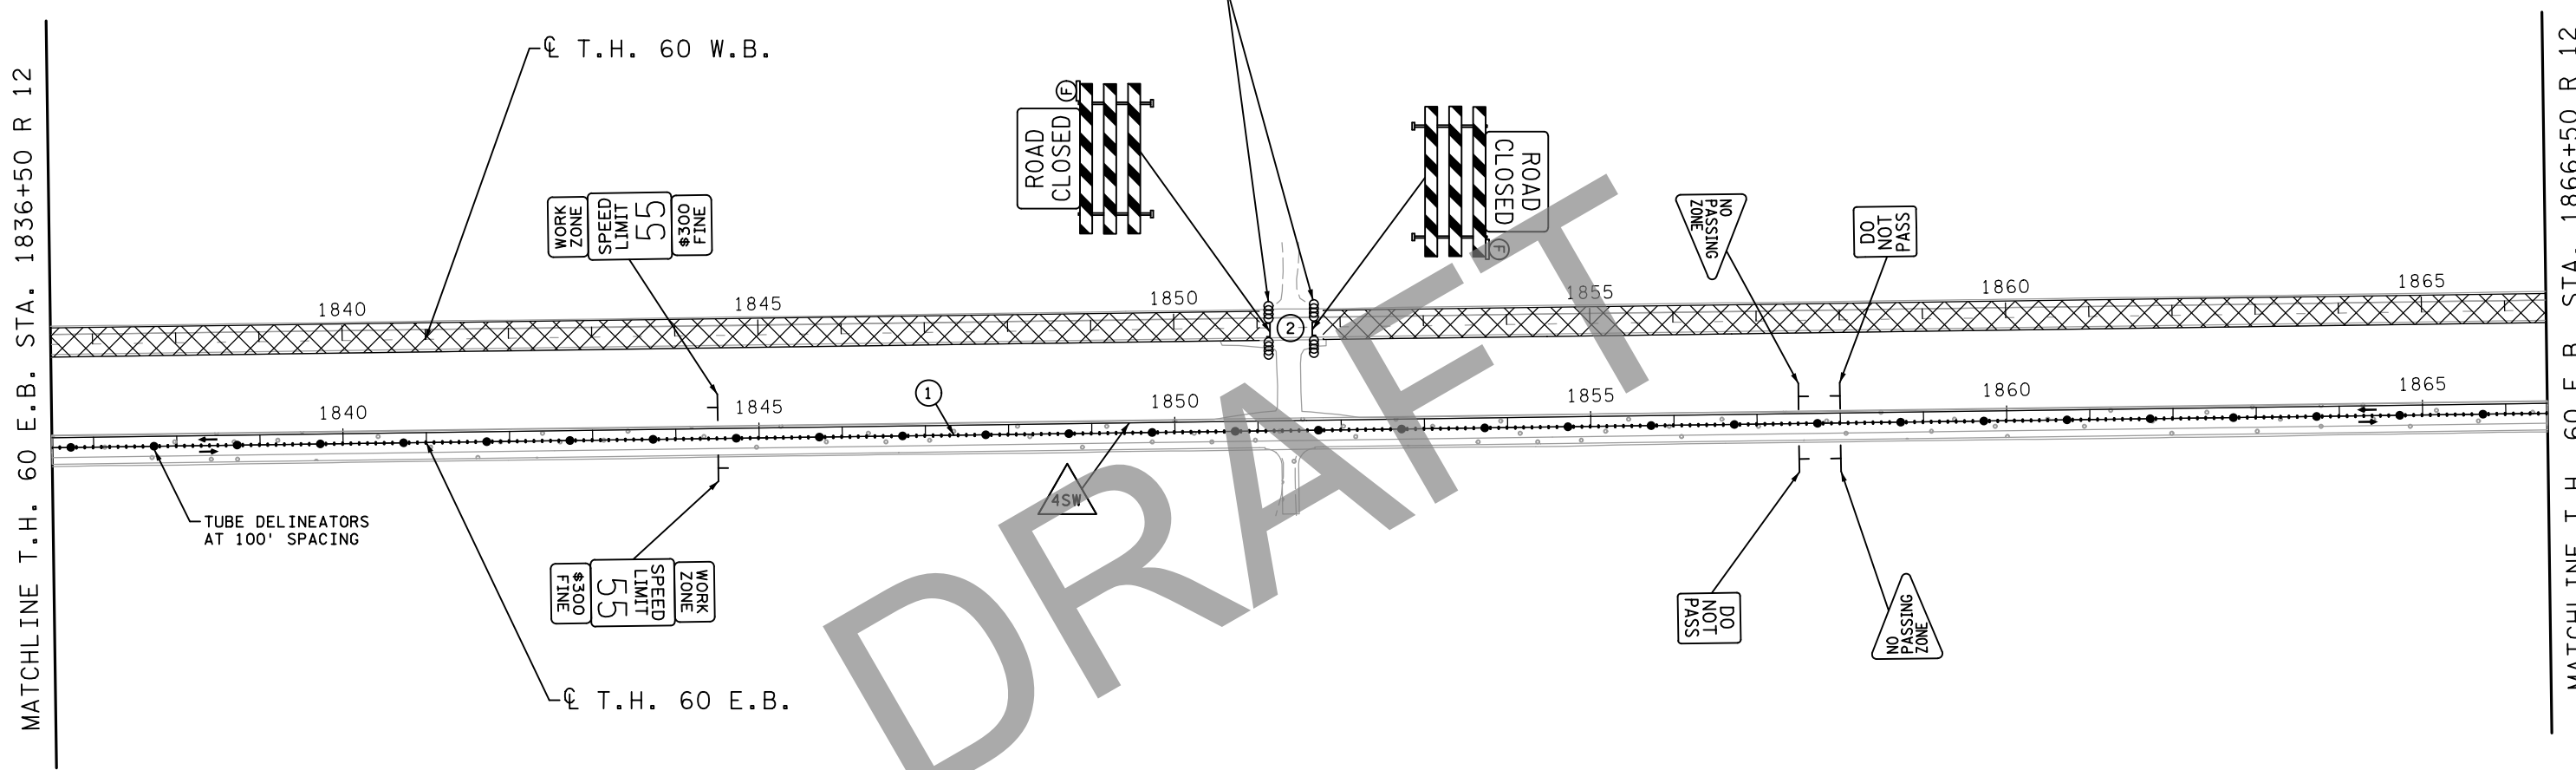 MATCHLINE T.H. 60 E.B. STA. 1836+50 R 12
℄ T.H. 60 W.B.
WORK
ZONE
SPEED
LIMIT
55
$300
FINE
ROAD
CLOSED
F
ROAD
CLOSED
F
NO
PASSING
ZONE
DO
NOT
PASS
1840
1845
1850
1855
1860
1865
2
1
1840
1845
1850
1855
1860
1865
4SW
TUBE DELINEATORS
AT 100' SPACING
WORK
ZONE
SPEED
LIMIT
55
$300
FINE
℄ T.H. 60 E.B.
DO
NOT
PASS
NO
PASSING
ZONE
MATCHLINE T.H. 60 E.B. STA. 1866+50 R 12
DRAFT